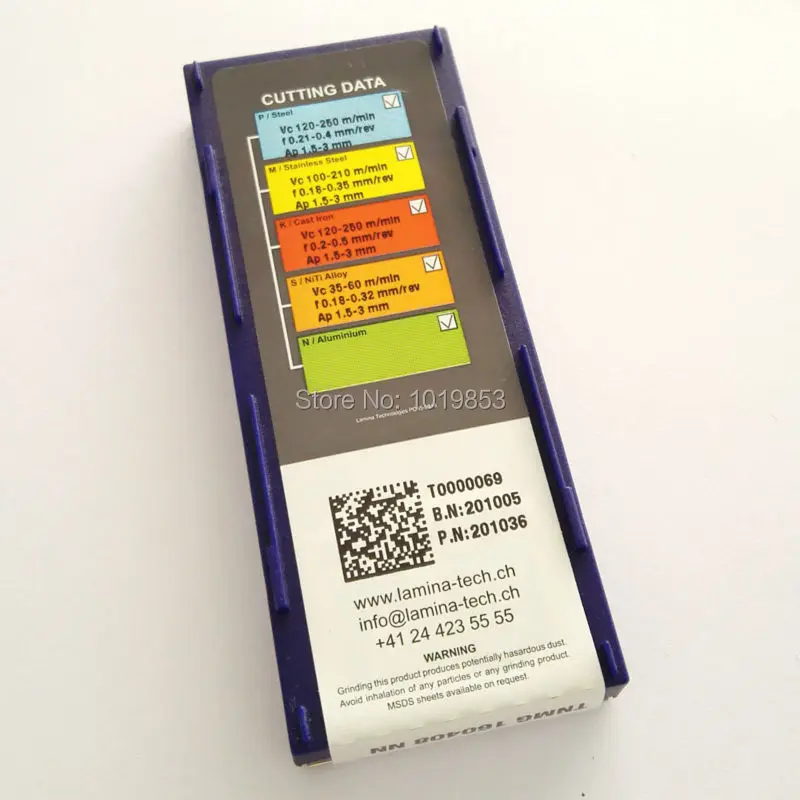 CUTTING DATA
P / Steel
Vc 120-250 m/min
f 0.21-0.4 mm/rev
Ap 1.5-3 mm
M / Stainless Steel
Vc 100-210 m/min
f 0.18-0.35 mm/rev
Ap 1.5-3 mm
K / Cast Iron
Vc 120-250 m/min
f 0.2-0.5 mm/rev
Ap 1.5-3 mm
S / NiTi Alloy
Vc 35-60 m/min
f 0.18-0.32 mm/rev
Ap 1.5-3 mm
N / Aluminium
Store No: 1019853
Lamina Technologies
T0000069
B.N:201005
P.N:201036
www.lamina-tech.ch
info@lamina-tech.ch
+41 24 423 55 55
WARNING
Grinding this product produces potentially hazardous dust.
Avoid inhalation of any particles or any grinding product.
MSDS sheets available on request.
TNMG 160408 NN